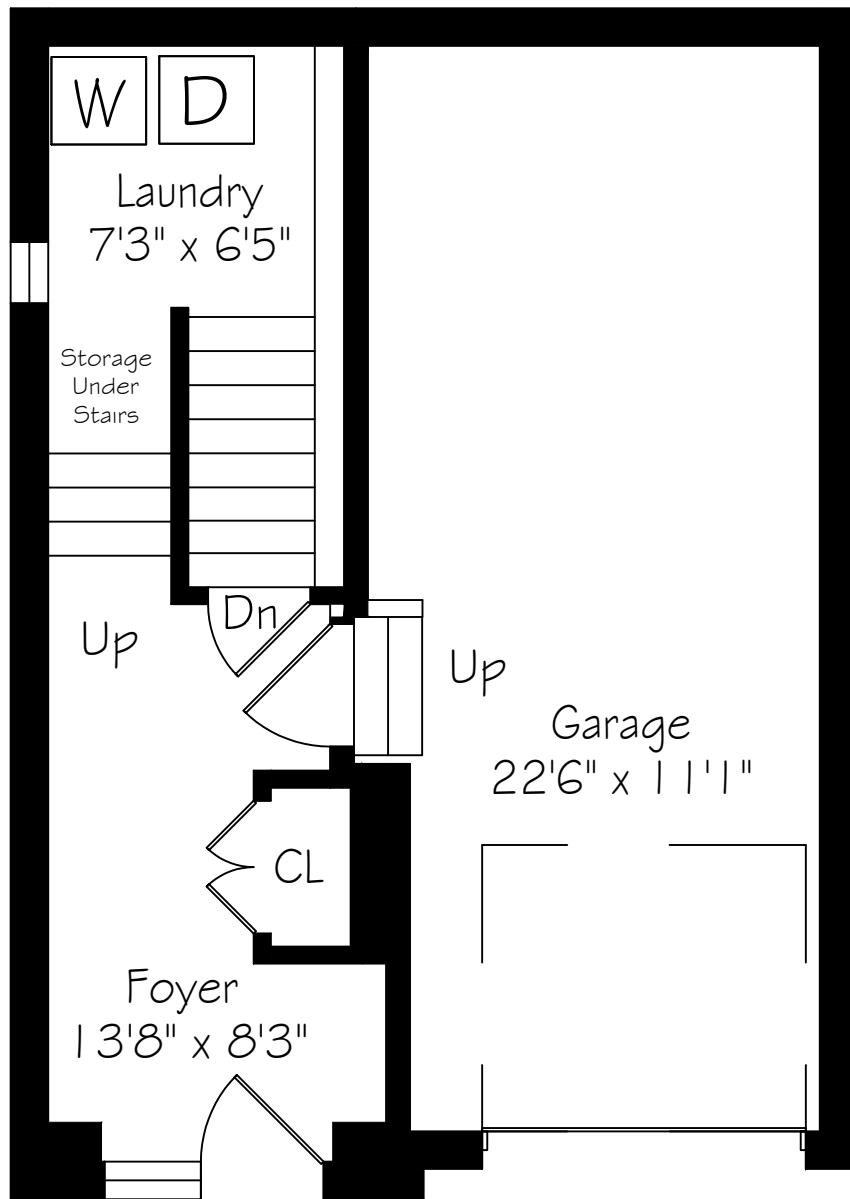 W D
Laundry
7'3" x 6'5"
Storage
Under
Stairs
Dn
Up
Up
Garage
22'6" x 11'1"
CL
Foyer
13'8" x 8'3"